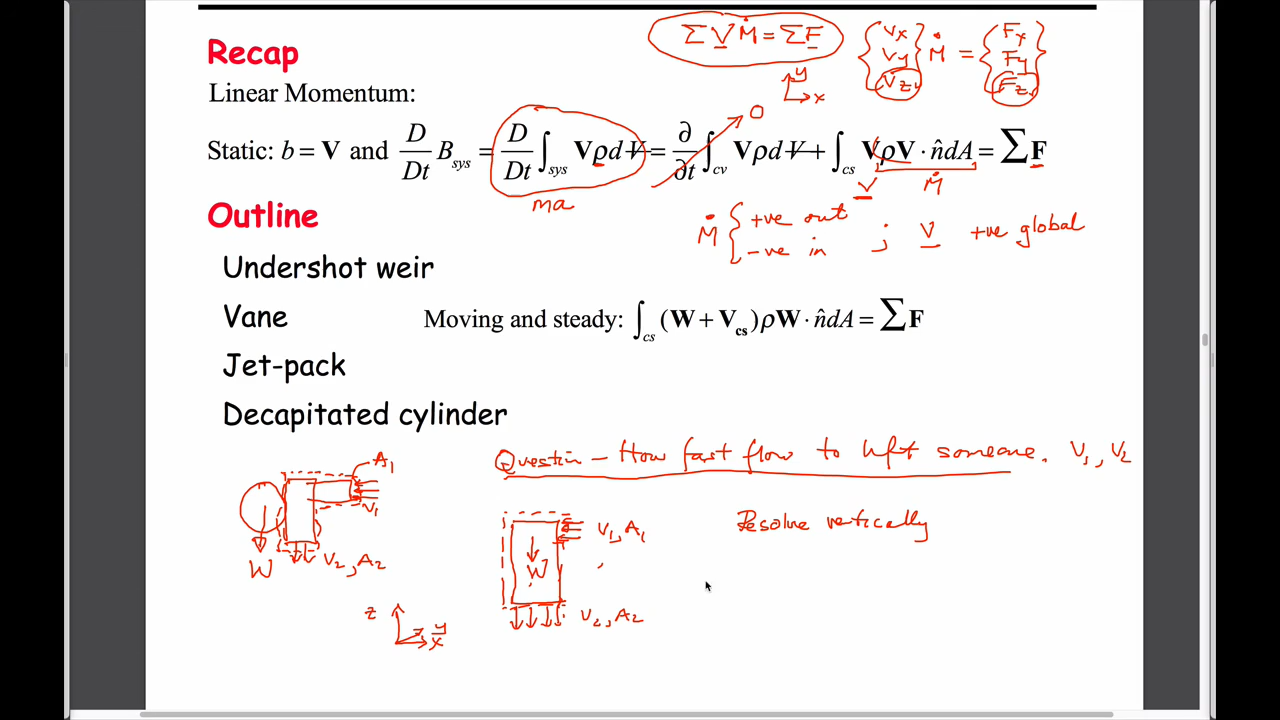 Recap
Σ V Ṁ = Σ F
{Vx Vy Vz} Ṁ = {Fx Fy Fz}
y
x
Linear Momentum:
0
Static: b = V and D/Dt B_sys = D/Dt ∫_sys Vρd V = ∂/∂t ∫_cv Vρd V + ∫_cs VρV · n̂dA = ΣF
ma
V Ṁ
Outline
Ṁ { +ve out
-ve in ; V +ve global
Undershot weir
Vane
Moving and steady: ∫_cs (W + V_cs)ρW · n̂dA = ΣF
Jet-pack
Decapitated cylinder
Question - How fast flow to lift someone. V1, V2
A1
V1
W
V2, A2
Resolve vertically
V1, A1
W
V2, A2
z
y
x